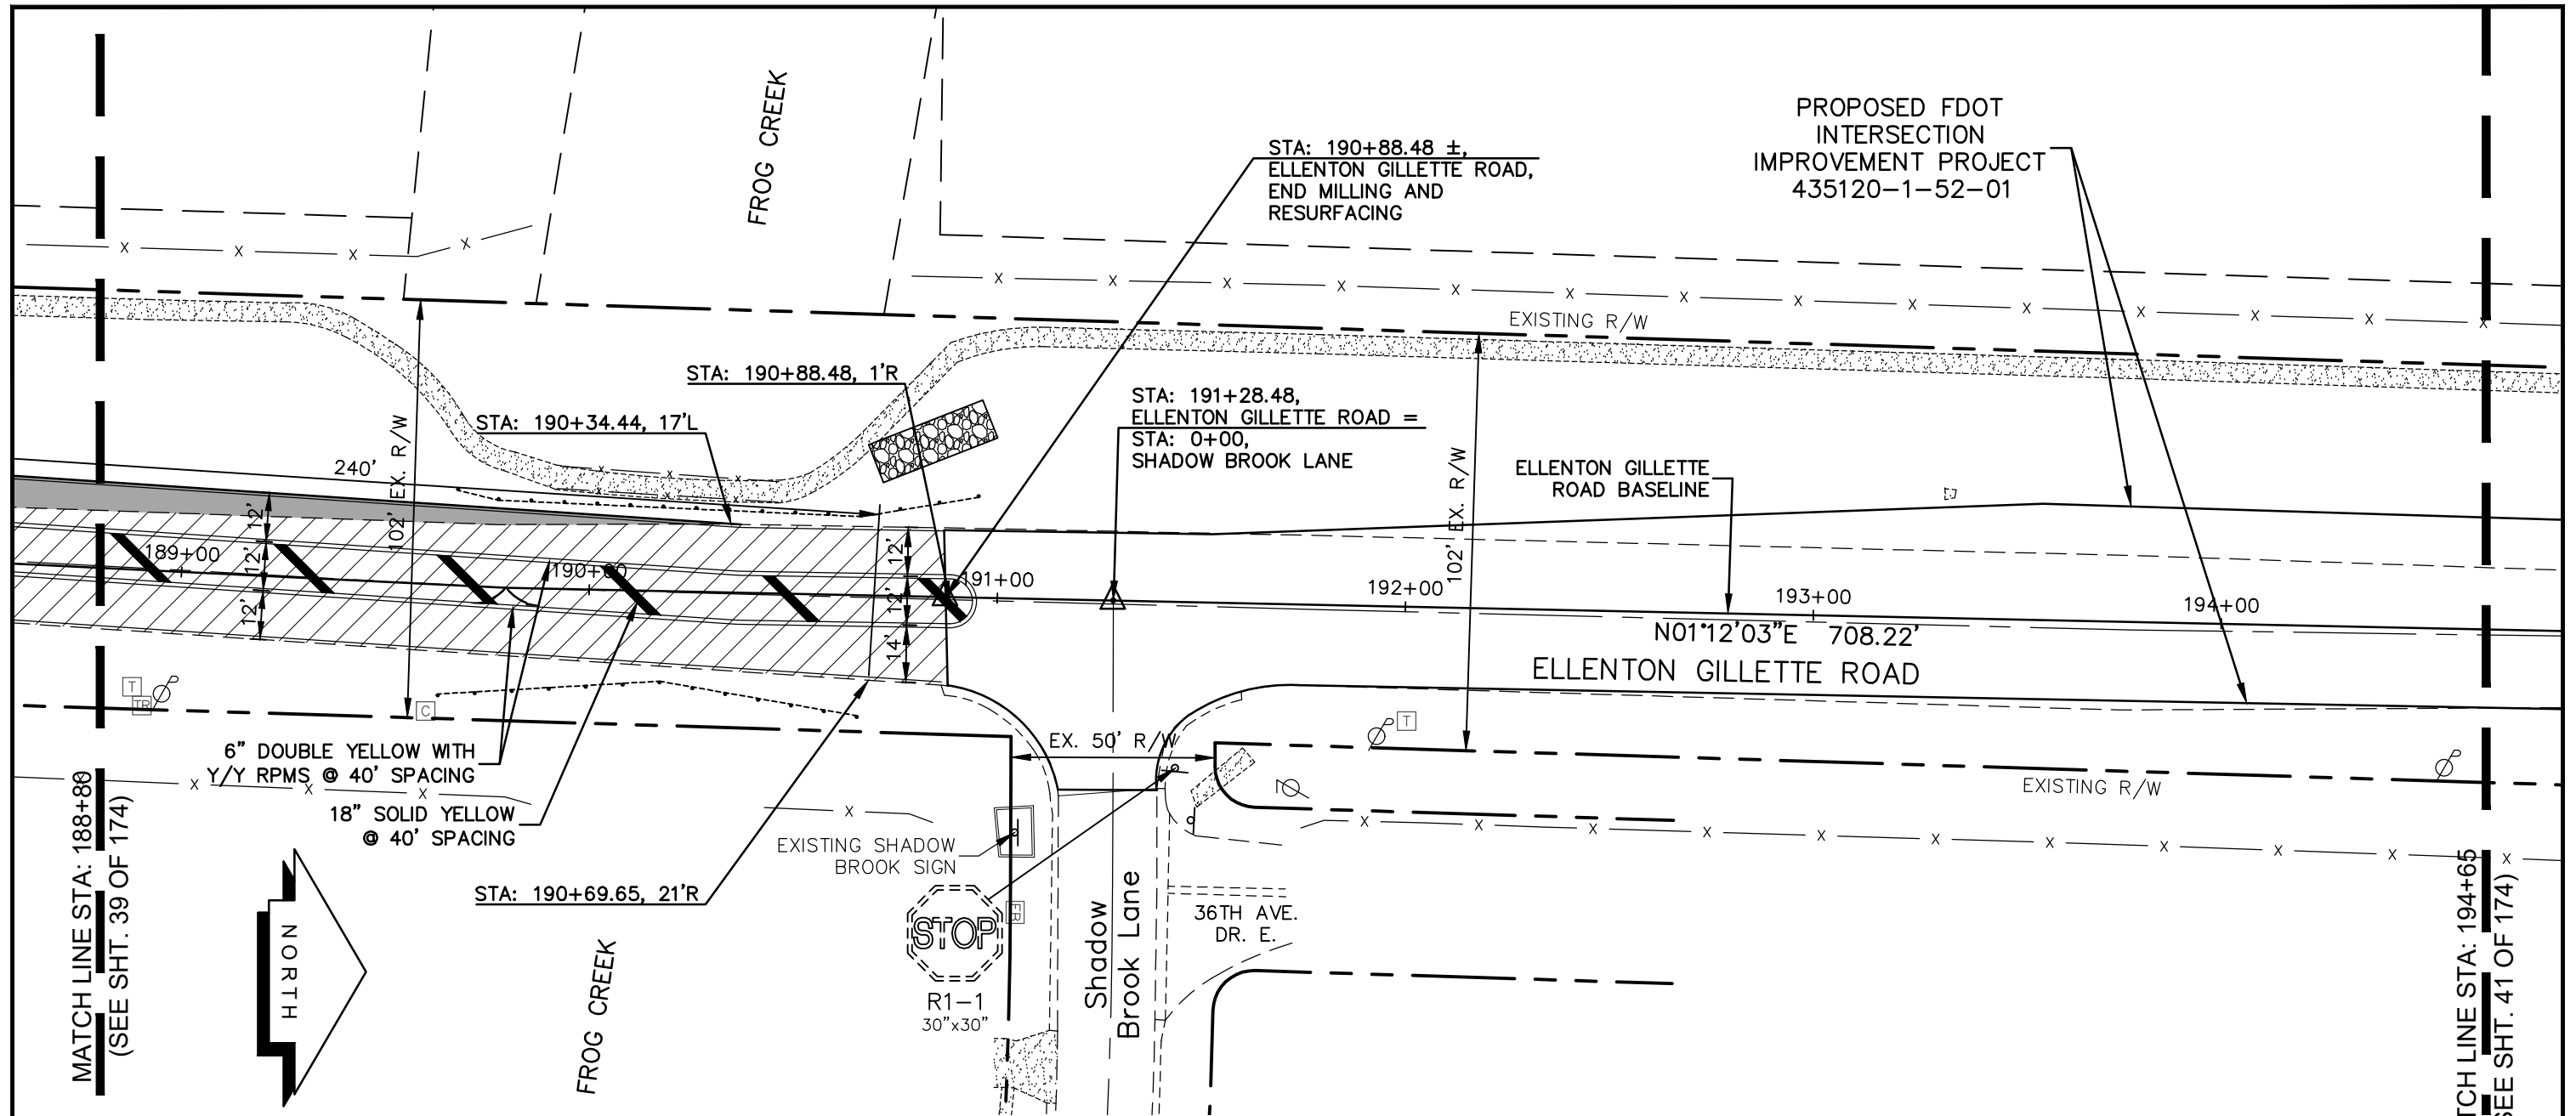 PROPOSED FDOT
INTERSECTION
IMPROVEMENT PROJECT
435120-1-52-01
FROG CREEK
STA: 190+88.48 ±,
ELLENTON GILLETTE ROAD,
END MILLING AND
RESURFACING
EXISTING R/W
STA: 190+88.48, 1'R
STA: 190+34.44, 17'L
STA: 191+28.48,
ELLENTON GILLETTE ROAD =
STA: 0+00,
SHADOW BROOK LANE
ELLENTON GILLETTE
ROAD BASELINE
240'
102' EX. R/W
102' EX. R/W
12'
12'
12'
12'
12'
14'
189+00
190+00
191+00
192+00
193+00
194+00
N01°12'03"E 708.22'
ELLENTON GILLETTE ROAD
T
TR
C
T
EX. 50' R/W
EXISTING R/W
6" DOUBLE YELLOW WITH
Y/Y RPMS @ 40' SPACING
18" SOLID YELLOW
@ 40' SPACING
EXISTING SHADOW
BROOK SIGN
STA: 190+69.65, 21'R
STOP
R1-1
30"x30"
Shadow
Brook Lane
36TH AVE.
DR. E.
FROG CREEK
NORTH
MATCH LINE STA: 188+80
(SEE SHT. 39 OF 174)
TCH LINE STA: 194+65
SEE SHT. 41 OF 174)